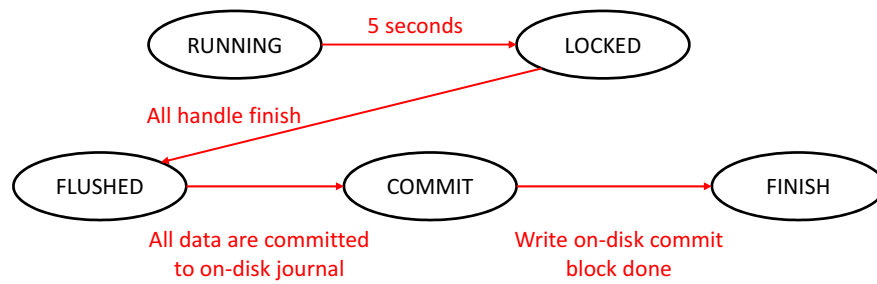 RUNNING
5 seconds
LOCKED
All handle finish
FLUSHED
COMMIT
FINISH
All data are committed
to on-disk journal
Write on-disk commit
block done